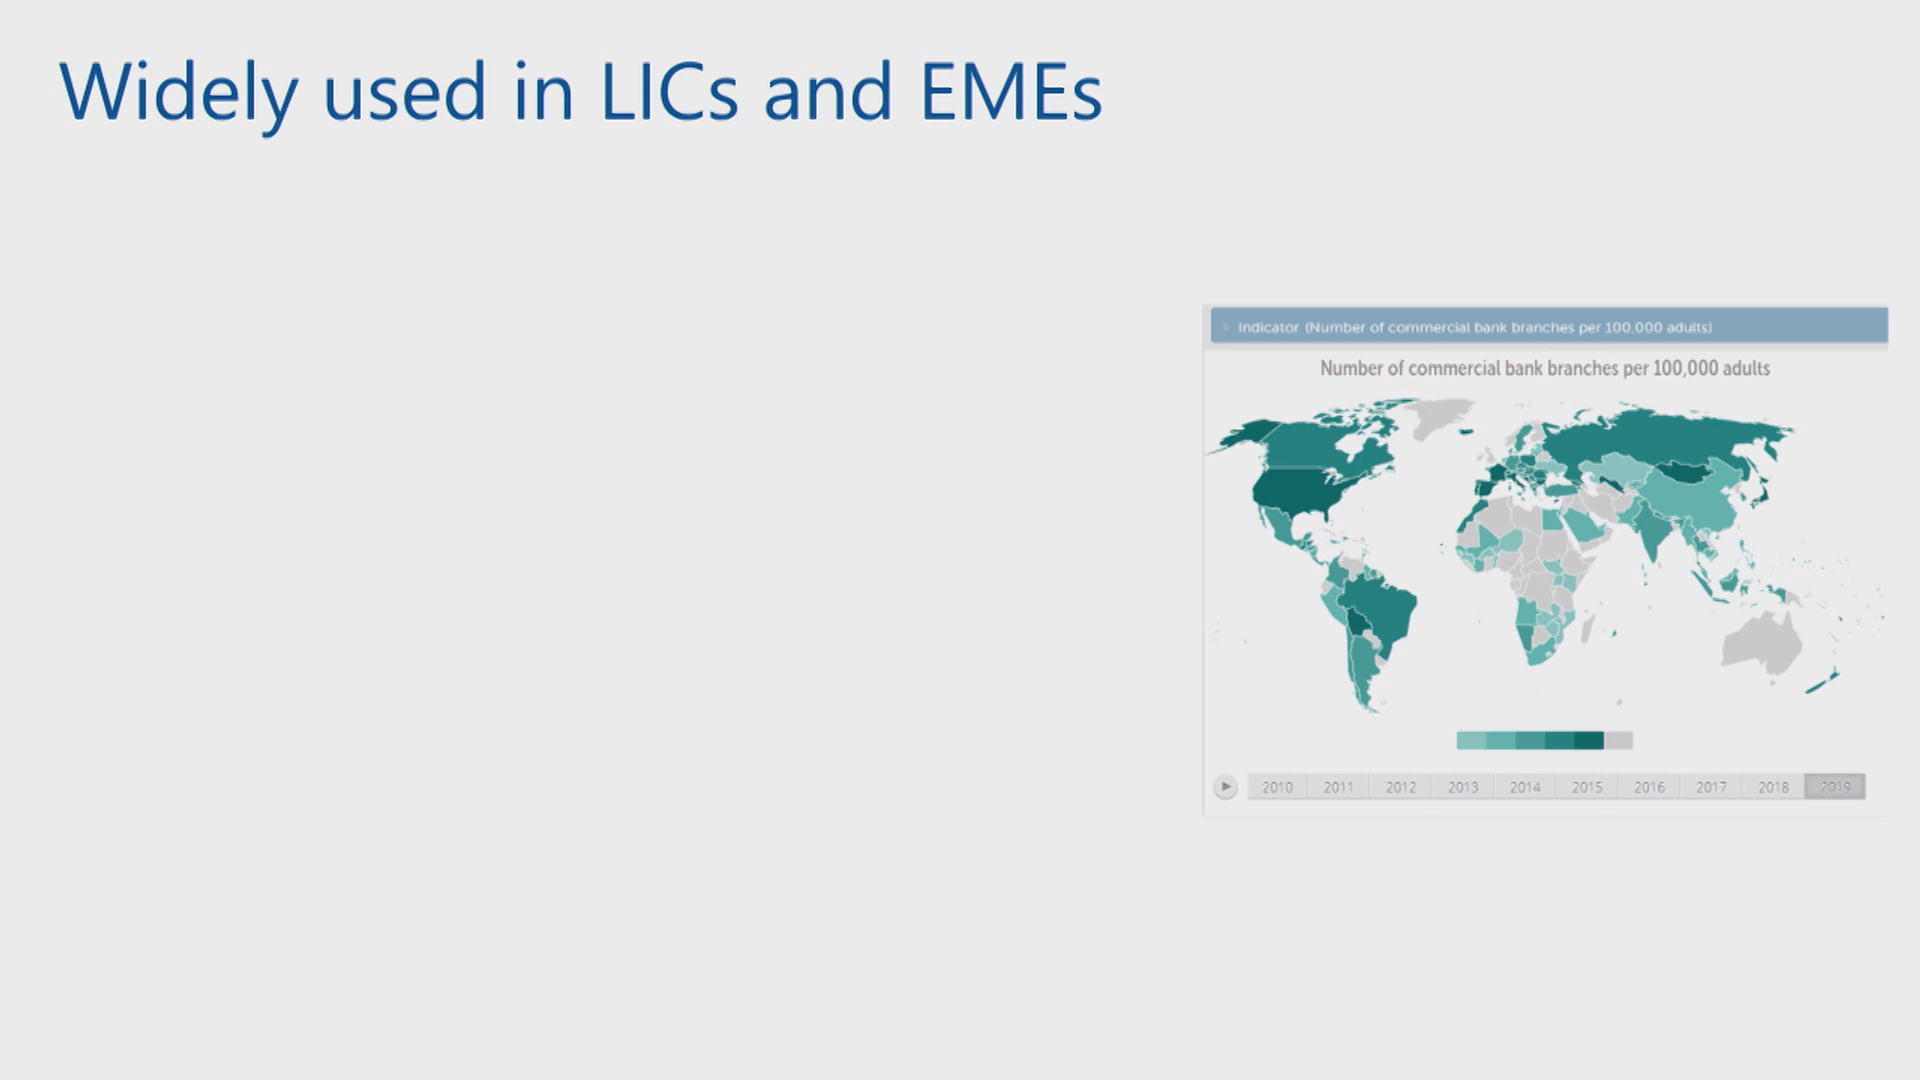 Widely used in LICs and EMEs
Indicator (Number of commercial bank branches per 100,000 adults)
Number of commercial bank branches per 100,000 adults
2010 2011 2012 2013 2014 2015 2016 2017 2018 2019